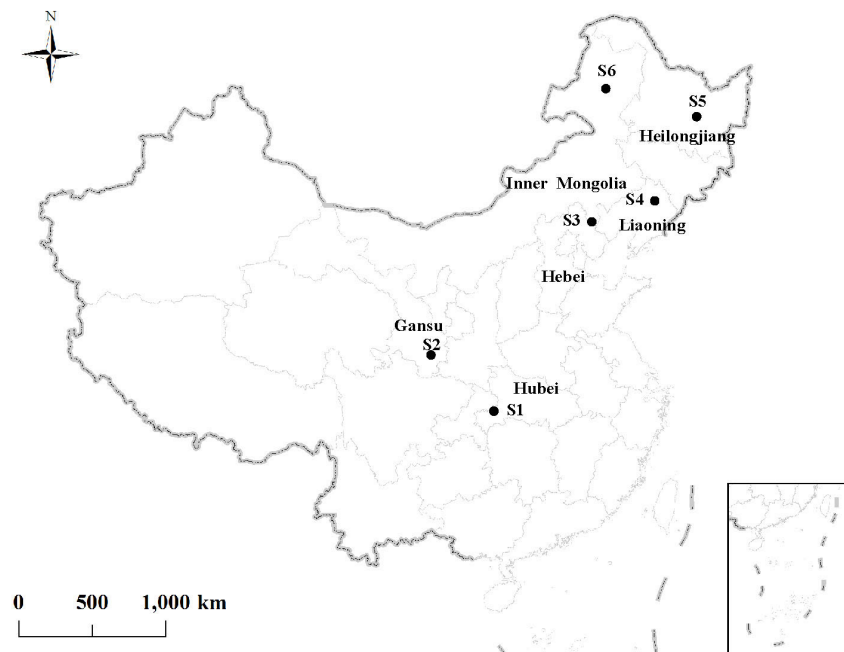 N
S6
S5
Heilongjiang
Inner Mongolia
S4
S3
Liaoning
Hebei
Gansu
S2
Hubei
S1
0 500 1,000 km